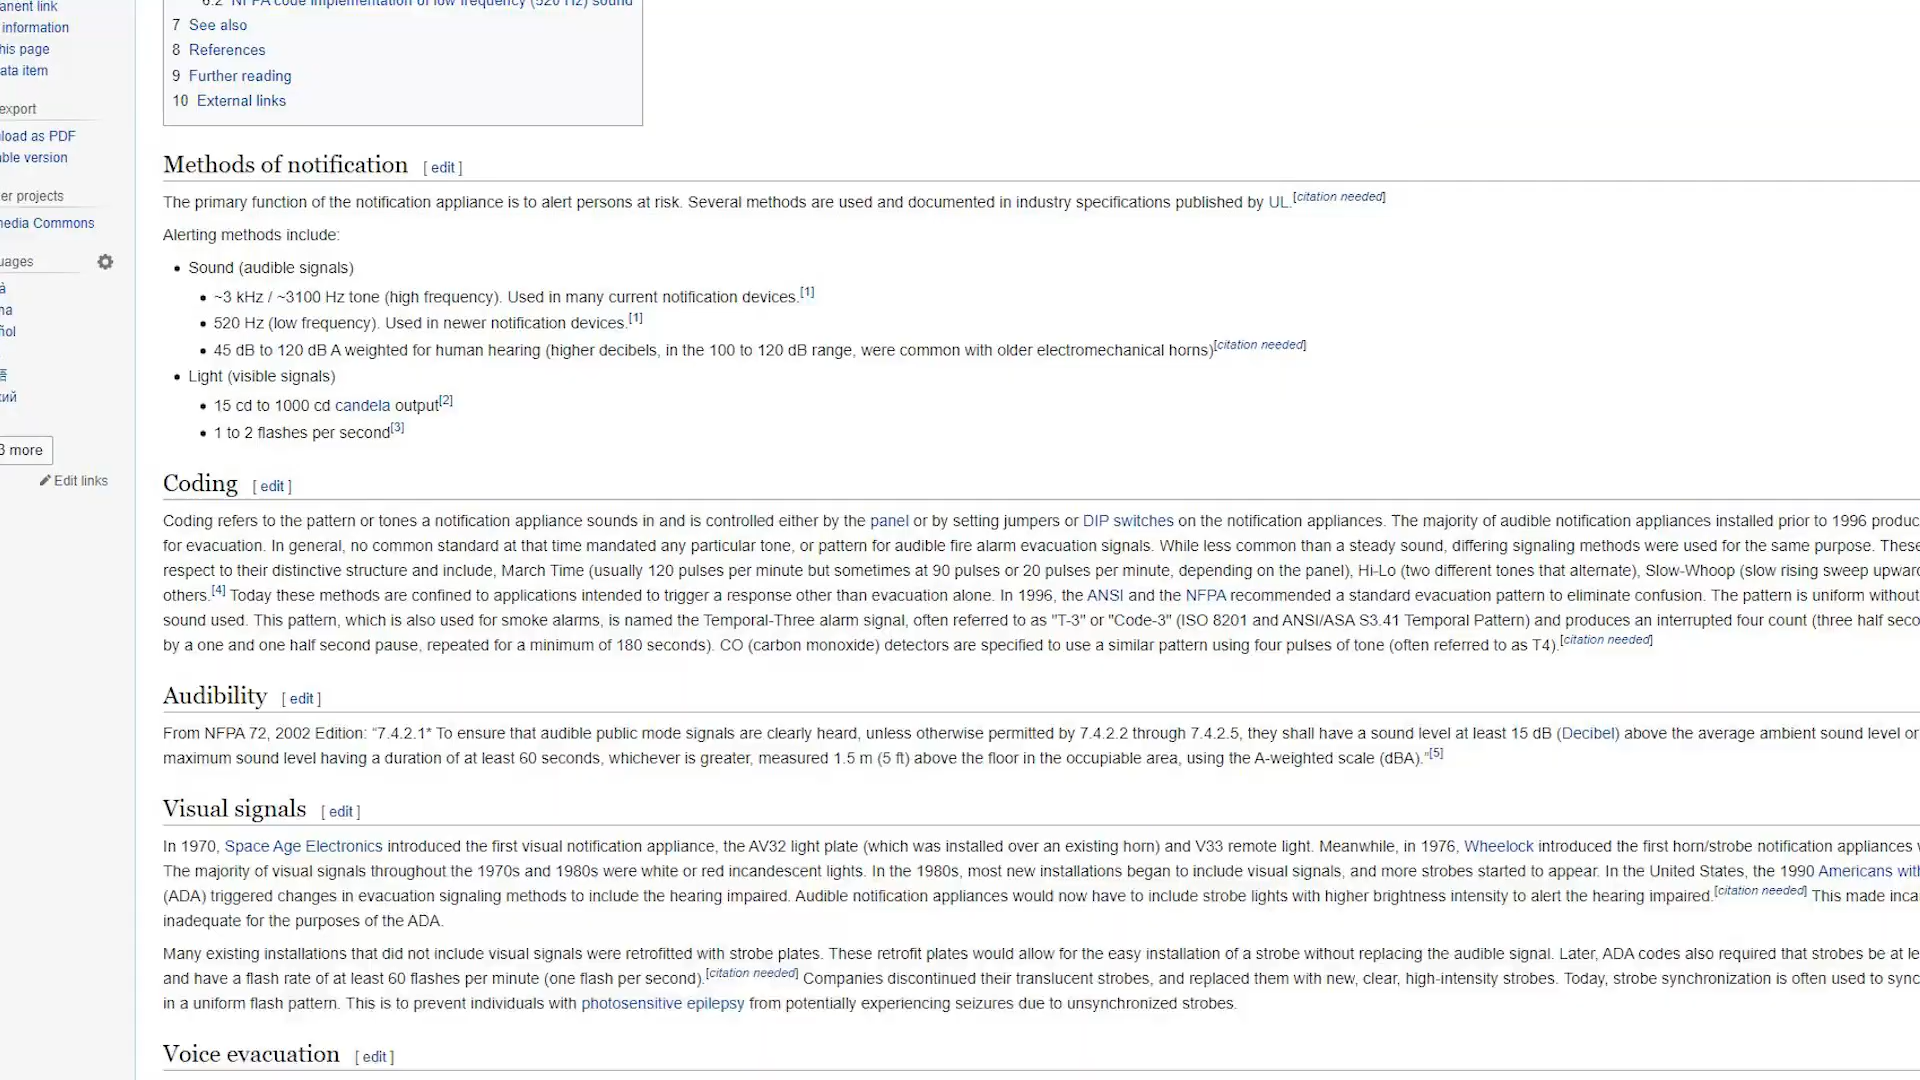 anent link
information
his page
ata item
export
load as PDF
able version
er projects
media Commons
uages
ña
ñol
語
кий
3 more
Edit links
6.2 NFPA code implementation of low frequency (520 Hz) sound
7 See also
8 References
9 Further reading
10 External links
Methods of notification [ edit ]
The primary function of the notification appliance is to alert persons at risk. Several methods are used and documented in industry specifications published by UL.[citation needed]
Alerting methods include:
• Sound (audible signals)
• ~3 kHz / ~3100 Hz tone (high frequency). Used in many current notification devices.[1]
• 520 Hz (low frequency). Used in newer notification devices.[1]
• 45 dB to 120 dB A weighted for human hearing (higher decibels, in the 100 to 120 dB range, were common with older electromechanical horns)[citation needed]
• Light (visible signals)
• 15 cd to 1000 cd candela output[2]
• 1 to 2 flashes per second[3]
Coding [ edit ]
Coding refers to the pattern or tones a notification appliance sounds in and is controlled either by the panel or by setting jumpers or DIP switches on the notification appliances. The majority of audible notification appliances installed prior to 1996 produc
for evacuation. In general, no common standard at that time mandated any particular tone, or pattern for audible fire alarm evacuation signals. While less common than a steady sound, differing signaling methods were used for the same purpose. These
respect to their distinctive structure and include, March Time (usually 120 pulses per minute but sometimes at 90 pulses or 20 pulses per minute, depending on the panel), Hi-Lo (two different tones that alternate), Slow-Whoop (slow rising sweep upward
others.[4] Today these methods are confined to applications intended to trigger a response other than evacuation alone. In 1996, the ANSI and the NFPA recommended a standard evacuation pattern to eliminate confusion. The pattern is uniform without
sound used. This pattern, which is also used for smoke alarms, is named the Temporal-Three alarm signal, often referred to as "T-3" or "Code-3" (ISO 8201 and ANSI/ASA S3.41 Temporal Pattern) and produces an interrupted four count (three half seco
by a one and one half second pause, repeated for a minimum of 180 seconds). CO (carbon monoxide) detectors are specified to use a similar pattern using four pulses of tone (often referred to as T4).[citation needed]
Audibility [ edit ]
From NFPA 72, 2002 Edition: “7.4.2.1* To ensure that audible public mode signals are clearly heard, unless otherwise permitted by 7.4.2.2 through 7.4.2.5, they shall have a sound level at least 15 dB (Decibel) above the average ambient sound level or
maximum sound level having a duration of at least 60 seconds, whichever is greater, measured 1.5 m (5 ft) above the floor in the occupiable area, using the A-weighted scale (dBA).”[5]
Visual signals [ edit ]
In 1970, Space Age Electronics introduced the first visual notification appliance, the AV32 light plate (which was installed over an existing horn) and V33 remote light. Meanwhile, in 1976, Wheelock introduced the first horn/strobe notification appliances
The majority of visual signals throughout the 1970s and 1980s were white or red incandescent lights. In the 1980s, most new installations began to include visual signals, and more strobes started to appear. In the United States, the 1990 Americans wit
(ADA) triggered changes in evacuation signaling methods to include the hearing impaired. Audible notification appliances would now have to include strobe lights with higher brightness intensity to alert the hearing impaired.[citation needed] This made inca
inadequate for the purposes of the ADA.
Many existing installations that did not include visual signals were retrofitted with strobe plates. These retrofit plates would allow for the easy installation of a strobe without replacing the audible signal. Later, ADA codes also required that strobes be at le
and have a flash rate of at least 60 flashes per minute (one flash per second).[citation needed] Companies discontinued their translucent strobes, and replaced them with new, clear, high-intensity strobes. Today, strobe synchronization is often used to sync
in a uniform flash pattern. This is to prevent individuals with photosensitive epilepsy from potentially experiencing seizures due to unsynchronized strobes.
Voice evacuation [ edit ]